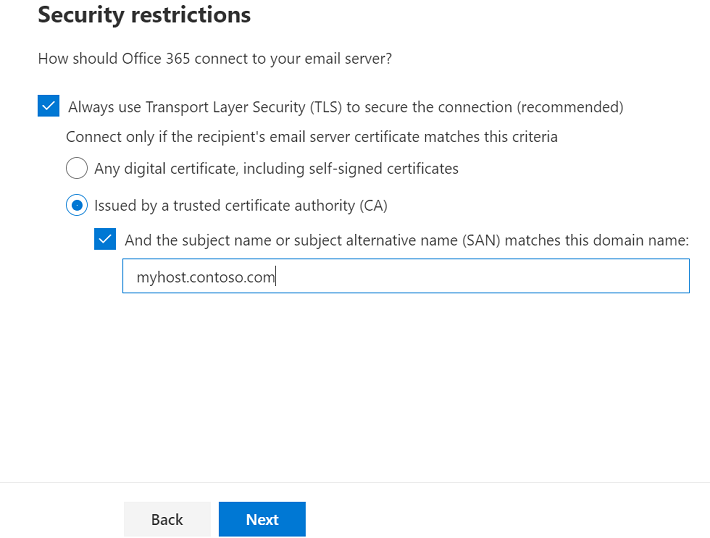 Security restrictions
How should Office 365 connect to your email server?
Always use Transport Layer Security (TLS) to secure the connection (recommended)
Connect only if the recipient's email server certificate matches this criteria
Any digital certificate, including self-signed certificates
Issued by a trusted certificate authority (CA)
And the subject name or subject alternative name (SAN) matches this domain name:
myhost.contoso.com
Back Next